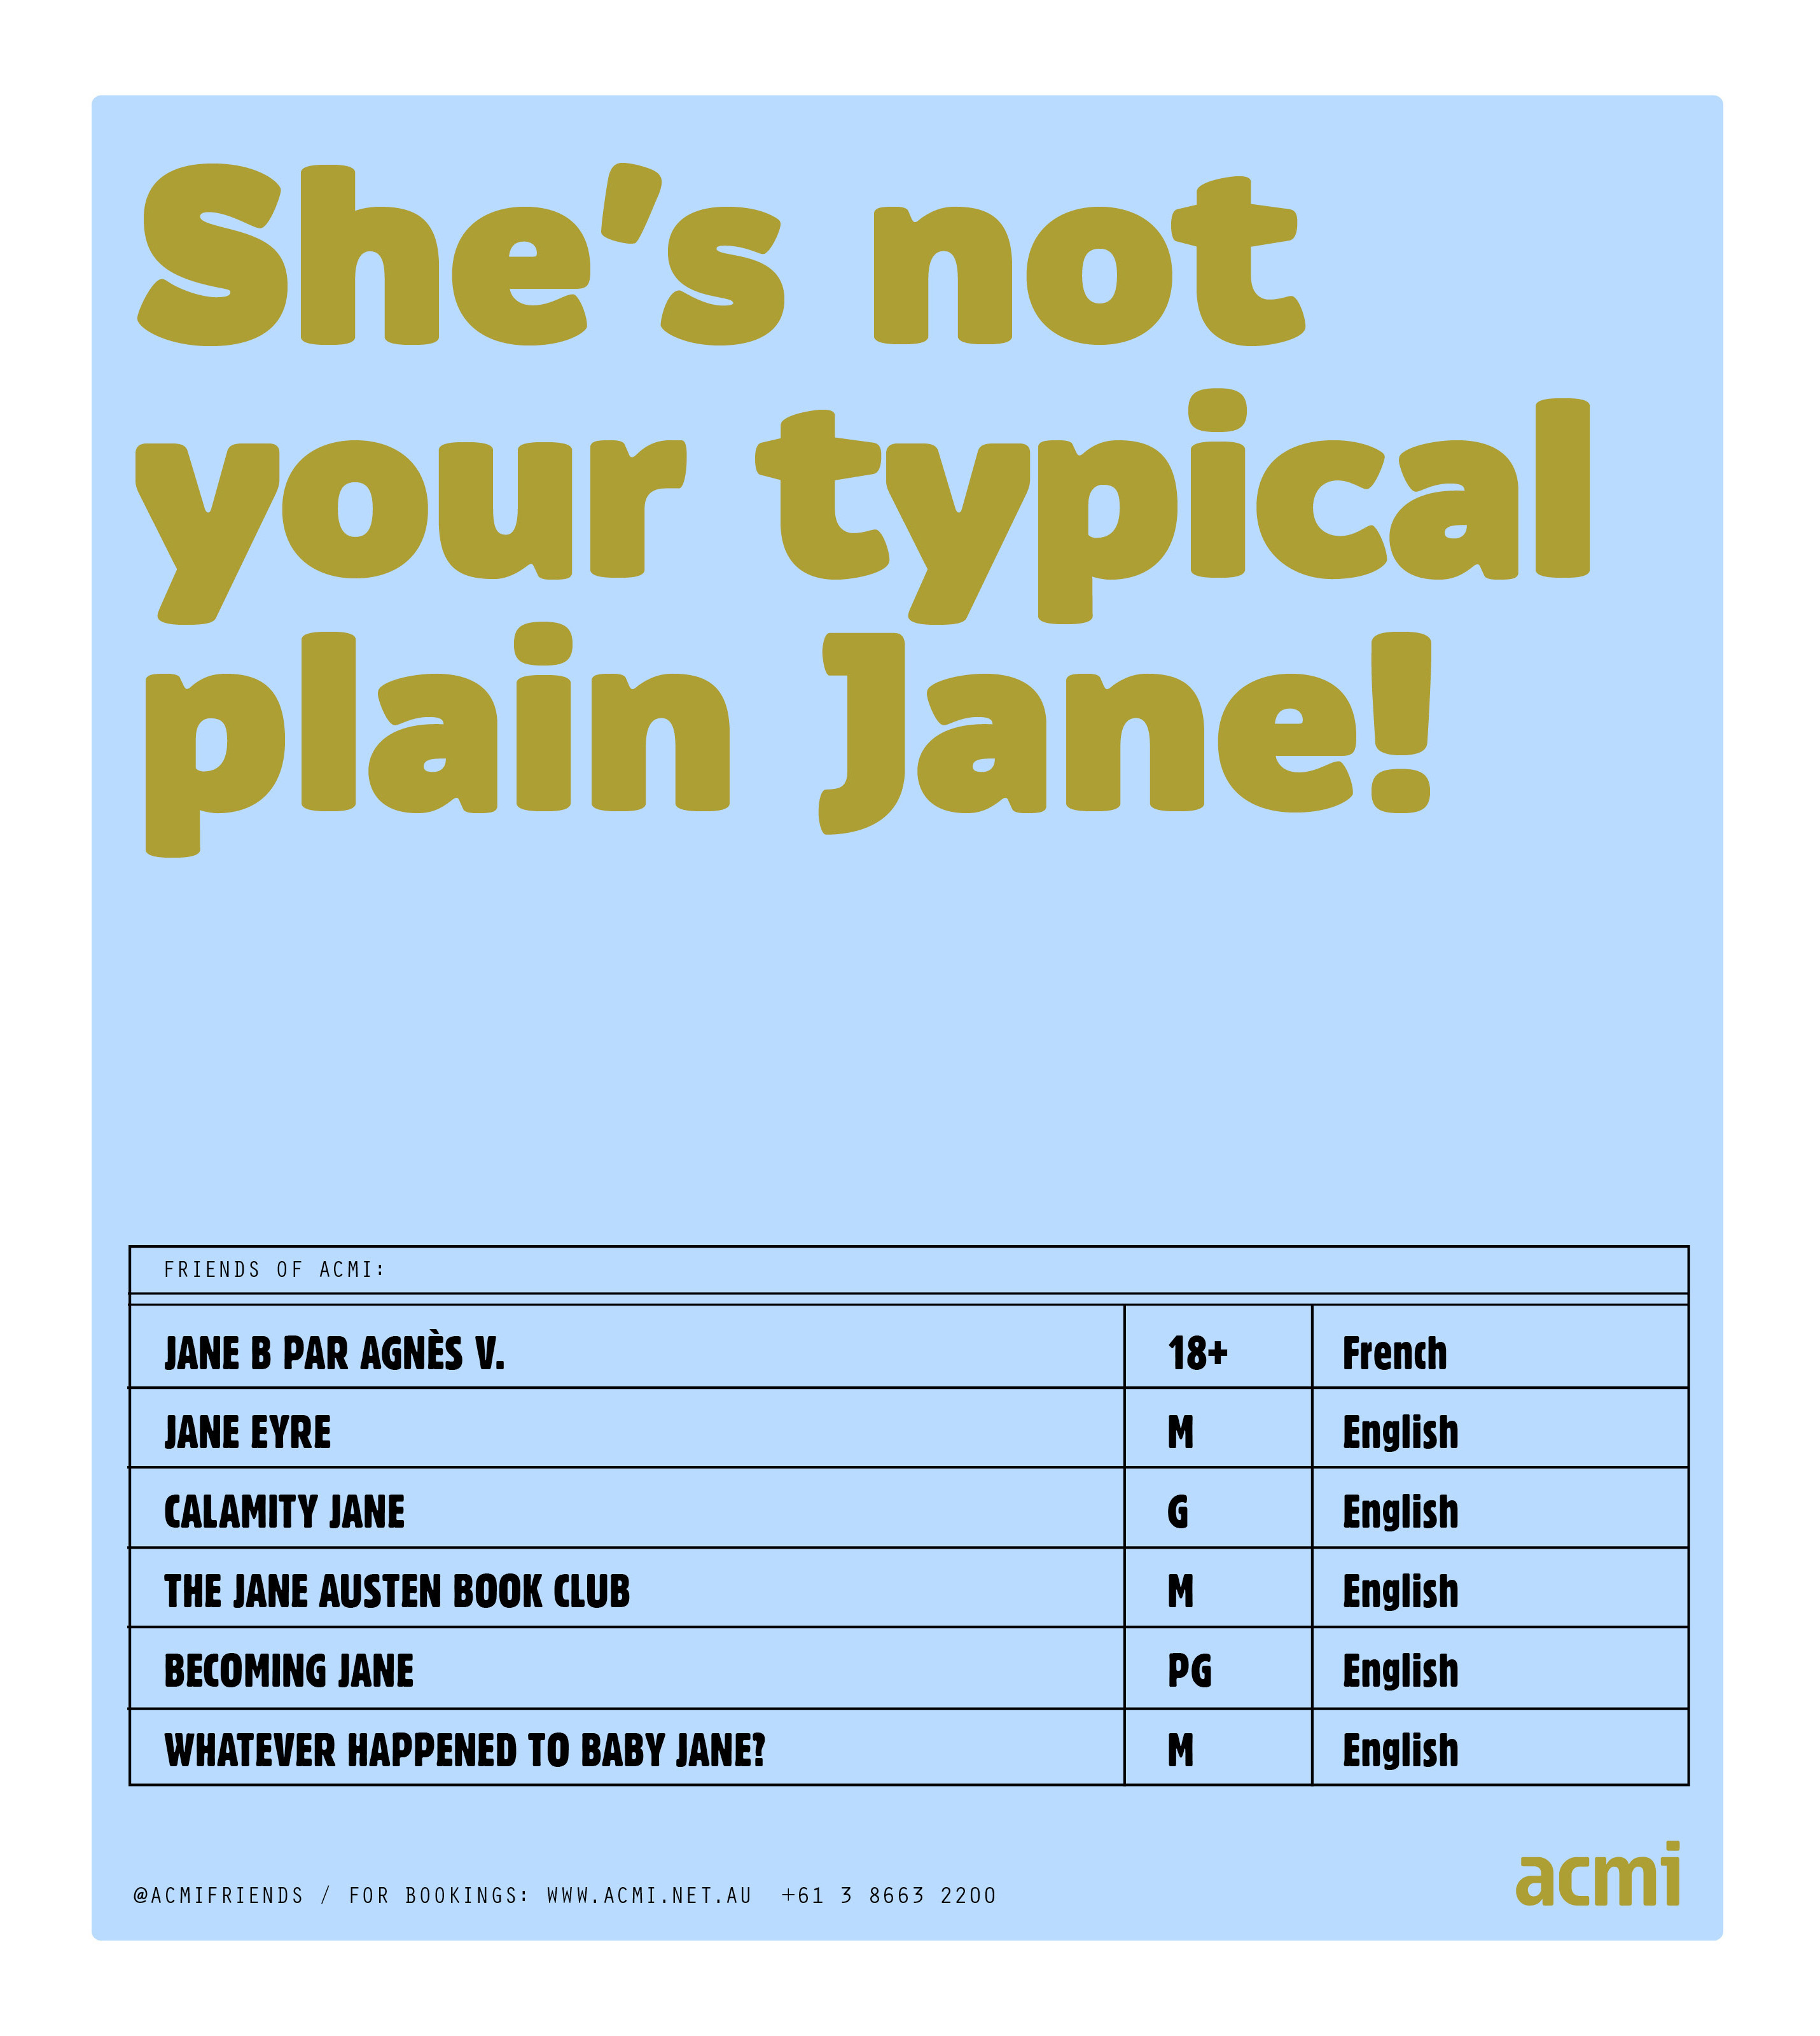 She's not
your typical
plain Jane!
FRIENDS OF ACMI:
JANE B PAR AGNÈS V. 18+ French
JANE EYRE M English
CALAMITY JANE G English
THE JANE AUSTEN BOOK CLUB M English
BECOMING JANE PG English
WHATEVER HAPPENED TO BABY JANE? M English
@ACMIFRIENDS / FOR BOOKINGS: WWW.ACMI.NET.AU +61 3 8663 2200
acmi